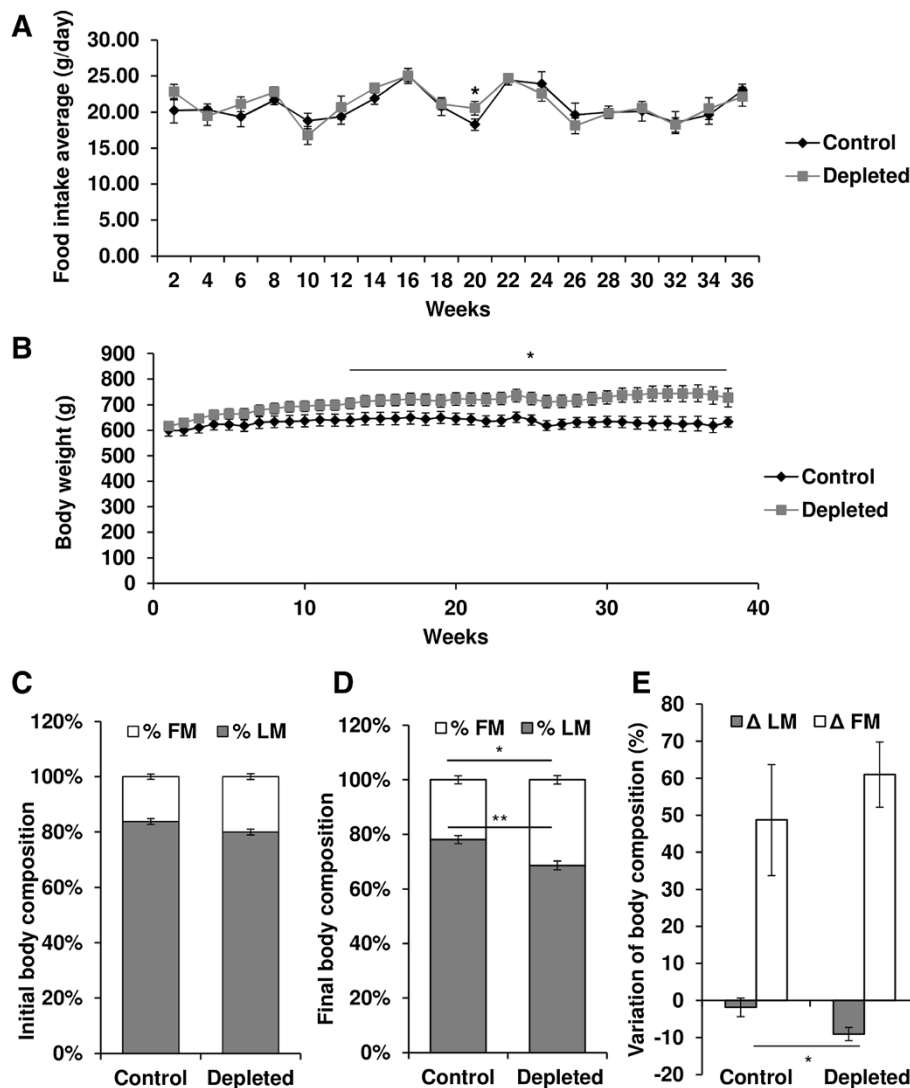 A
Food intake average (g/day)
30.00
25.00
20.00
15.00
10.00
5.00
0.00
*
2 4 6 8 10 12 14 16 18 20 22 24 26 28 30 32 34 36
Weeks
Control
Depleted
B
Body weight (g)
900
800
700
600
500
400
300
200
100
0
*
0 10 20 30 40
Weeks
Control
Depleted
C
Initial body composition
120%
100%
80%
60%
40%
20%
0%
% FM % LM
Control Depleted
D
Final body composition
120%
100%
80%
60%
40%
20%
0%
% FM % LM
*
**
Control Depleted
E
Variation of body composition (%)
80
70
60
50
40
30
20
10
0
-10
-20
Δ LM Δ FM
*
Control Depleted